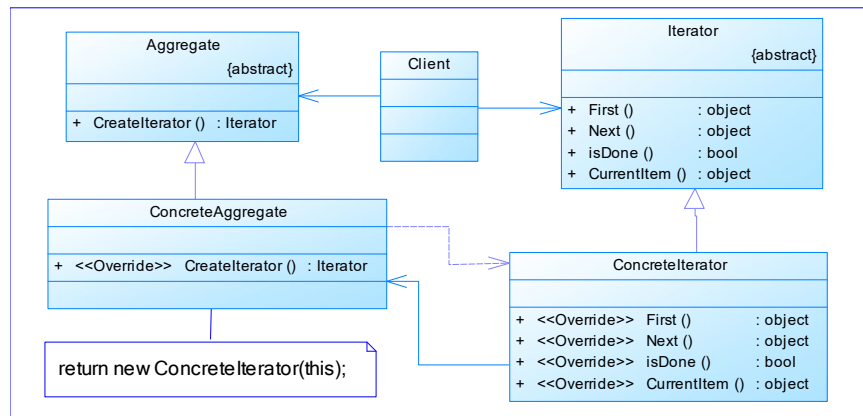 Aggregate
{abstract}
+ CreateIterator () : Iterator
Client
Iterator
{abstract}
+ First () : object
+ Next () : object
+ isDone () : bool
+ CurrentItem () : object
ConcreteAggregate
+ <<Override>> CreateIterator () : Iterator
return new ConcreteIterator(this);
ConcreteIterator
+ <<Override>> First () : object
+ <<Override>> Next () : object
+ <<Override>> isDone () : bool
+ <<Override>> CurrentItem () : object